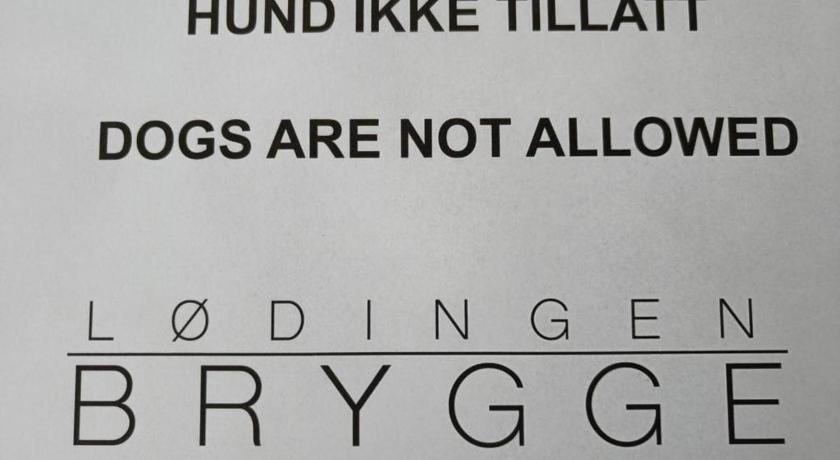 HUND IKKE TILLATT
DOGS ARE NOT ALLOWED
LØDINGEN
BRYGGE